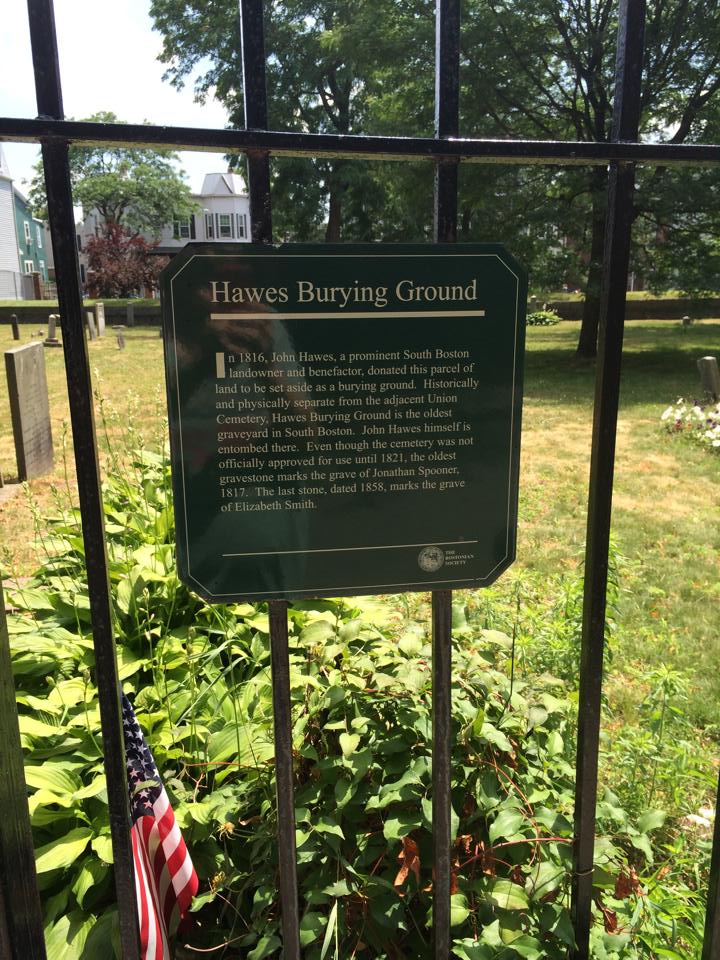 Hawes Burying Ground
In 1816, John Hawes, a prominent South Boston
landowner and benefactor, donated this parcel of
land to be set aside as a burying ground. Historically
and physically separate from the adjacent Union
Cemetery, Hawes Burying Ground is the oldest
graveyard in South Boston. John Hawes himself is
entombed there. Even though the cemetery was not
officially approved for use until 1821, the oldest
gravestone marks the grave of Jonathan Spooner,
1817. The last stone, dated 1858, marks the grave
of Elizabeth Smith.
THE
BOSTONIAN
SOCIETY